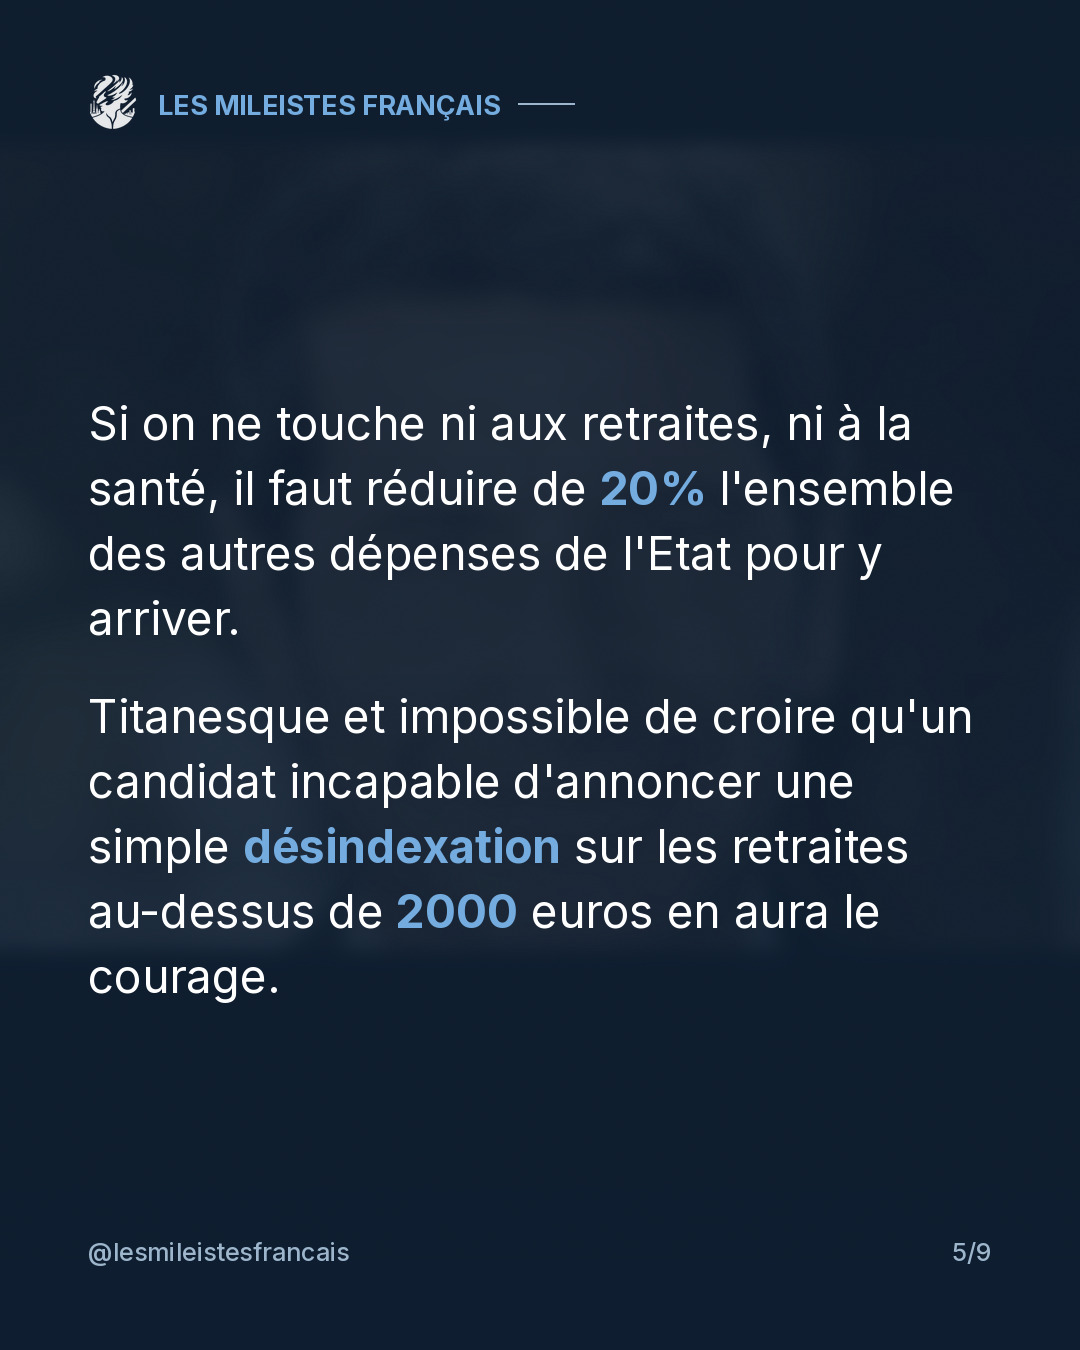 LES MILEISTES FRANÇAIS
Si on ne touche ni aux retraites, ni à la
santé, il faut réduire de 20% l'ensemble
des autres dépenses de l'Etat pour y
arriver.
Titanesque et impossible de croire qu'un
candidat incapable d'annoncer une
simple désindexation sur les retraites
au-dessus de 2000 euros en aura le
courage.
@lesmileistesfrancais
5/9